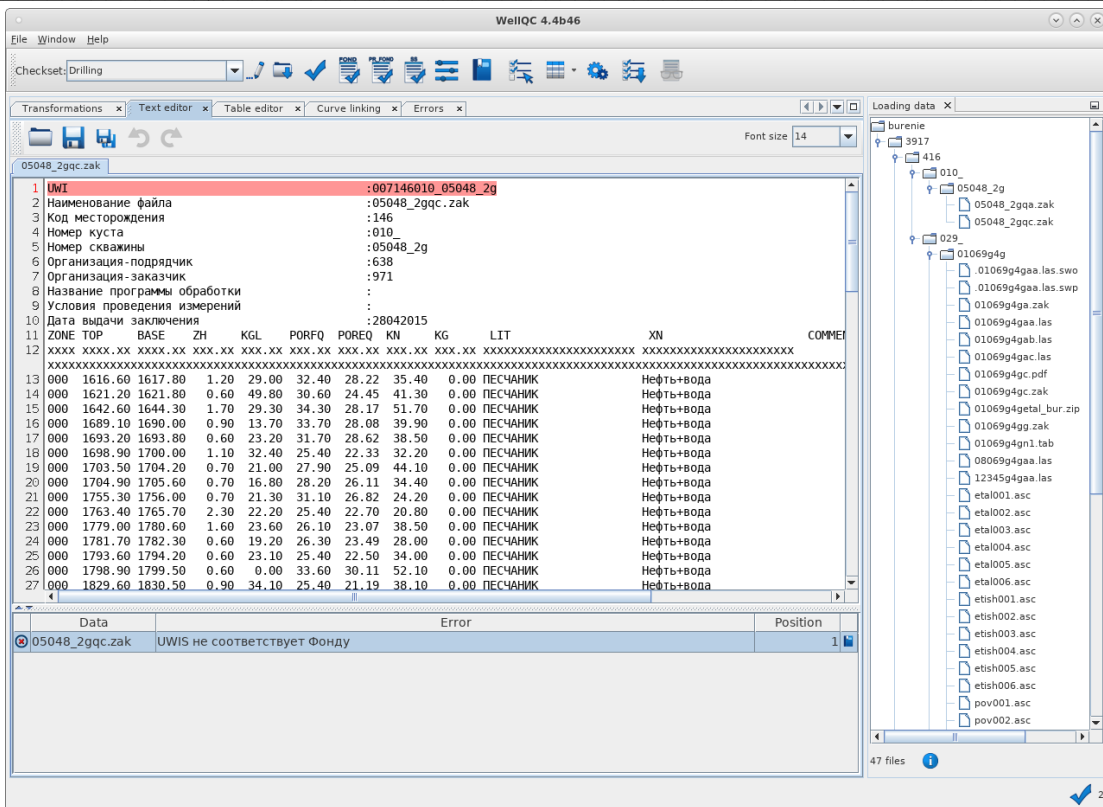 WellQC 4.4b46
File Window Help
Checkset: Drilling
FOND PR_FOND SS
Transformations Text editor Table editor Curve linking Errors
Font size 14
05048_2gqc.zak
1 UWI :007146010_05048_2g
2 Наименование файла :05048_2gqc.zak
3 Код месторождения :146
4 Номер куста :010_
5 Номер скважины :05048_2g
6 Организация-подрядчик :638
7 Организация-заказчик :971
8 Название программы обработки :
9 Условия проведения измерений :
10 Дата выдачи заключения :28042015
11 ZONE TOP BASE ZH KGL PORFQ POREQ KN KG LIT XN COMMEN
12 xxxx xxxx.xx xxxx.xx xxx.xx xxx.xx xxx.xx xxx.xx xxx.xx xxx.xx xxxxxxxxxxxxxxxxxxxxxxx xxxxxxxxxxxxxxxxxxxxxxx
xxxxxxxxxxxxxxxxxxxxxxxxxxxxxxxxxxxxxxxxxxxxxxxxxxxxxxxxxxxxxxxxxxxxxxxxxxxxxxxxxxxxxxxxxxxxxxxxxxxxxxxxxxxxxxxxxxxxxxxx
13 000 1616.60 1617.80 1.20 29.00 32.40 28.22 35.40 0.00 ПЕСЧАНИК Нефть+вода
14 000 1621.20 1621.80 0.60 49.80 30.60 24.45 41.30 0.00 ПЕСЧАНИК Нефть+вода
15 000 1642.60 1644.30 1.70 29.30 34.30 28.17 51.70 0.00 ПЕСЧАНИК Нефть+вода
16 000 1689.10 1690.00 0.90 13.70 33.70 28.08 39.90 0.00 ПЕСЧАНИК Нефть+вода
17 000 1693.20 1693.80 0.60 23.20 31.70 28.62 38.50 0.00 ПЕСЧАНИК Нефть+вода
18 000 1698.90 1700.00 1.10 32.40 25.40 22.33 32.20 0.00 ПЕСЧАНИК Нефть+вода
19 000 1703.50 1704.20 0.70 21.00 27.90 25.09 44.10 0.00 ПЕСЧАНИК Нефть+вода
20 000 1704.90 1705.60 0.70 16.80 28.20 26.11 34.40 0.00 ПЕСЧАНИК Нефть+вода
21 000 1755.30 1756.00 0.70 21.30 31.10 26.82 24.20 0.00 ПЕСЧАНИК Нефть+вода
22 000 1763.40 1765.70 2.30 22.20 25.40 22.70 20.80 0.00 ПЕСЧАНИК Нефть+вода
23 000 1779.00 1780.60 1.60 23.60 26.10 23.07 38.50 0.00 ПЕСЧАНИК Нефть+вода
24 000 1781.70 1782.30 0.60 19.20 26.30 23.49 28.00 0.00 ПЕСЧАНИК Нефть+вода
25 000 1793.60 1794.20 0.60 23.10 25.40 22.50 34.00 0.00 ПЕСЧАНИК Нефть+вода
26 000 1798.90 1799.50 0.60 0.00 33.60 30.11 52.10 0.00 ПЕСЧАНИК Нефть+вода
27 000 1829.60 1830.50 0.90 34.10 25.40 21.19 38.10 0.00 ПЕСЧАНИК Нефть+вода
Data Error Position
05048_2gqc.zak UWIS не соответствует Фонду 1
Loading data
burenie
3917
416
010_
05048_2g
05048_2gqa.zak
05048_2gqc.zak
029_
01069g4g
.01069g4gaa.las.swo
.01069g4gaa.las.swp
01069g4ga.zak
01069g4gaa.las
01069g4gab.las
01069g4gac.las
01069g4gc.pdf
01069g4gc.zak
01069g4getal_bur.zip
01069g4gg.zak
01069g4gn1.tab
08069g4gaa.las
12345g4gaa.las
etal001.asc
etal002.asc
etal003.asc
etal004.asc
etal005.asc
etal006.asc
etish001.asc
etish002.asc
etish003.asc
etish004.asc
etish005.asc
etish006.asc
pov001.asc
pov002.asc
47 files
2